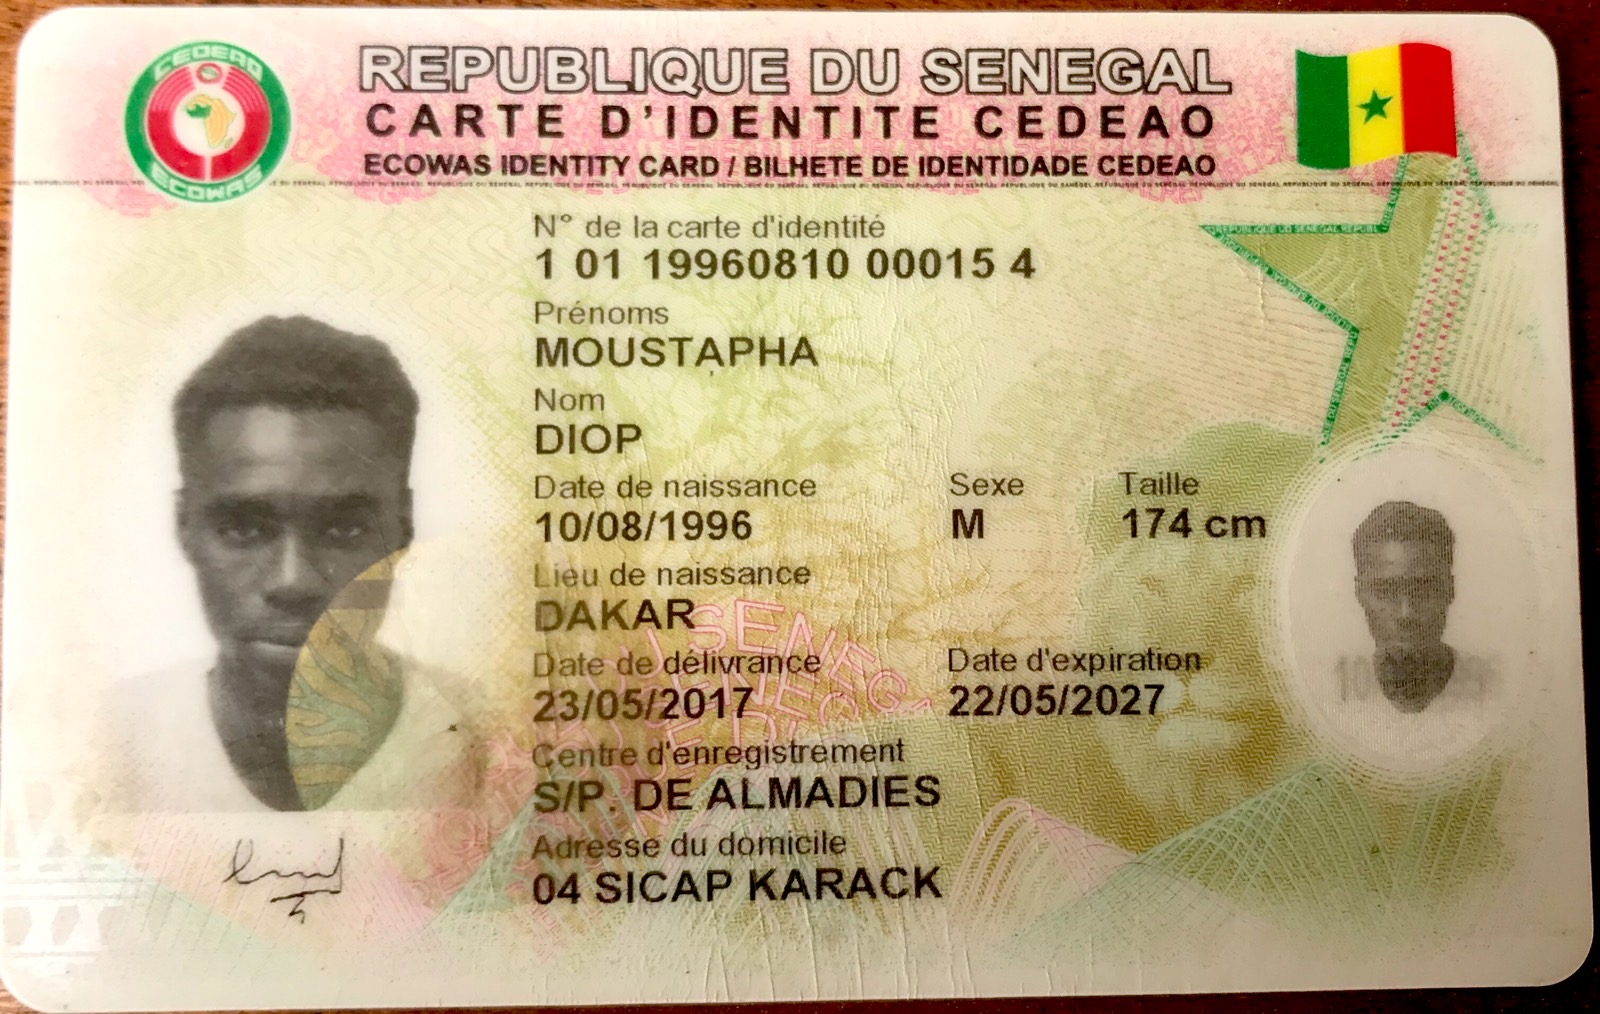 CEDEAO
ECOWAS
REPUBLIQUE DU SENEGAL
CARTE D'IDENTITE CEDEAO
ECOWAS IDENTITY CARD / BILHETE DE IDENTIDADE CEDEAO
N° de la carte d'identité
1 01 19960810 00015 4
Prénoms
MOUSTAPHA
Nom
DIOP
Date de naissance Sexe Taille
10/08/1996 M 174 cm
Lieu de naissance
DAKAR
Date de délivrance Date d'expiration
23/05/2017 22/05/2027
Centre d'enregistrement
S/P. DE ALMADIES
Adresse du domicile
04 SICAP KARACK